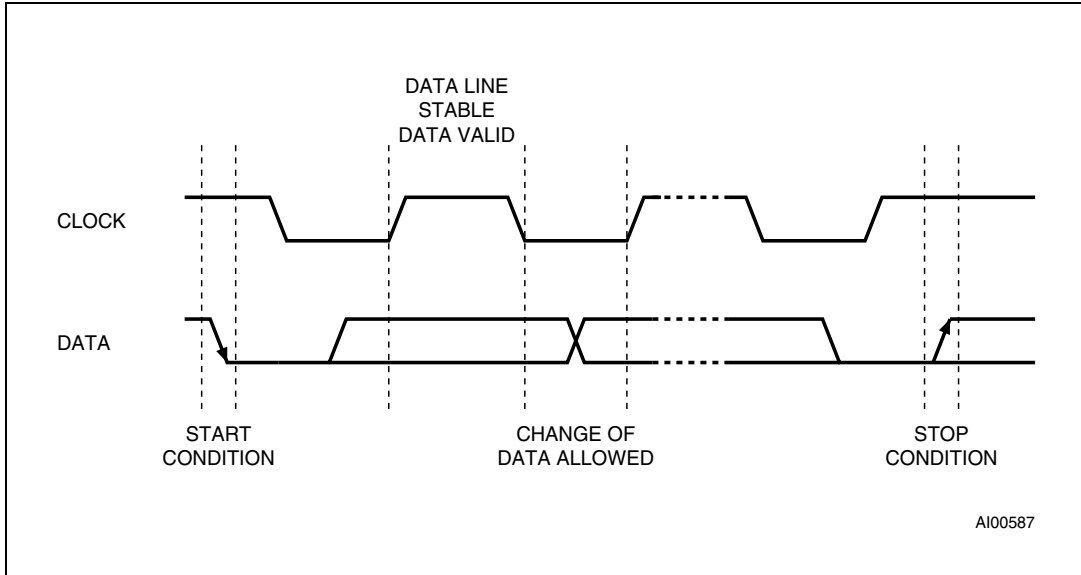 DATA LINE
STABLE
DATA VALID
CLOCK
DATA
START
CONDITION
CHANGE OF
DATA ALLOWED
STOP
CONDITION
AI00587